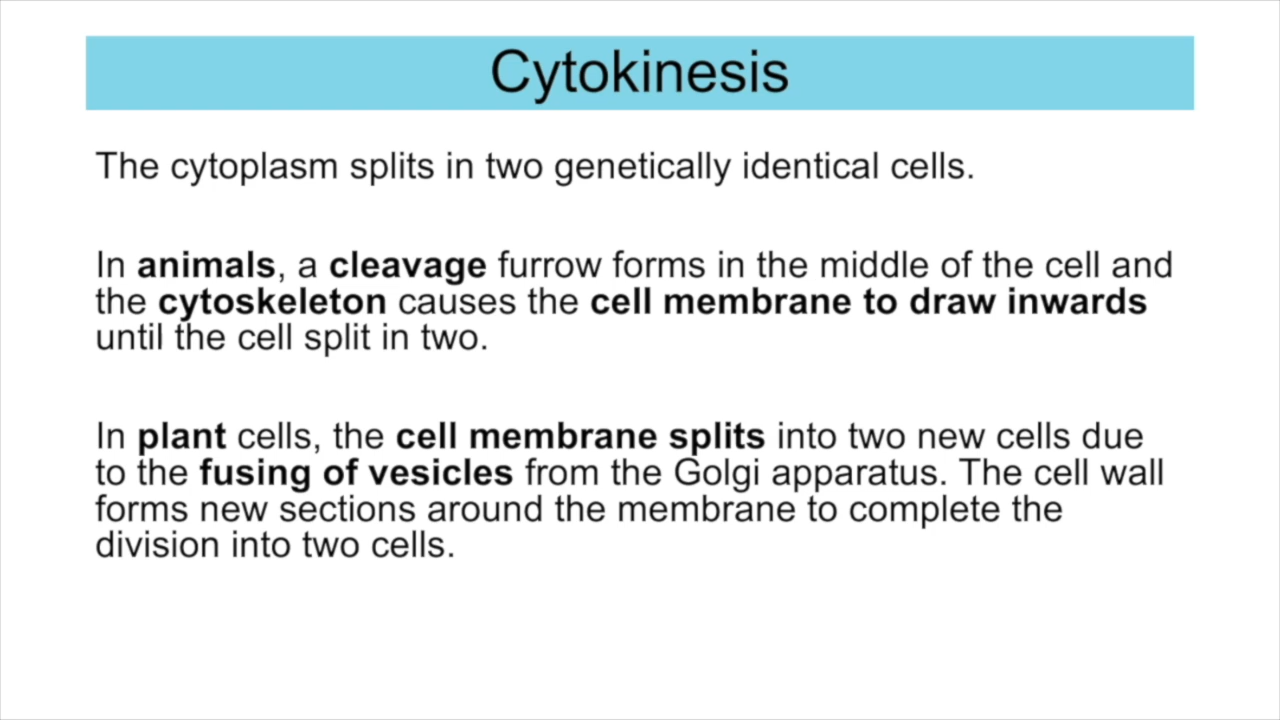 Cytokinesis
The cytoplasm splits in two genetically identical cells.
In animals, a cleavage furrow forms in the middle of the cell and
the cytoskeleton causes the cell membrane to draw inwards
until the cell split in two.
In plant cells, the cell membrane splits into two new cells due
to the fusing of vesicles from the Golgi apparatus. The cell wall
forms new sections around the membrane to complete the
division into two cells.